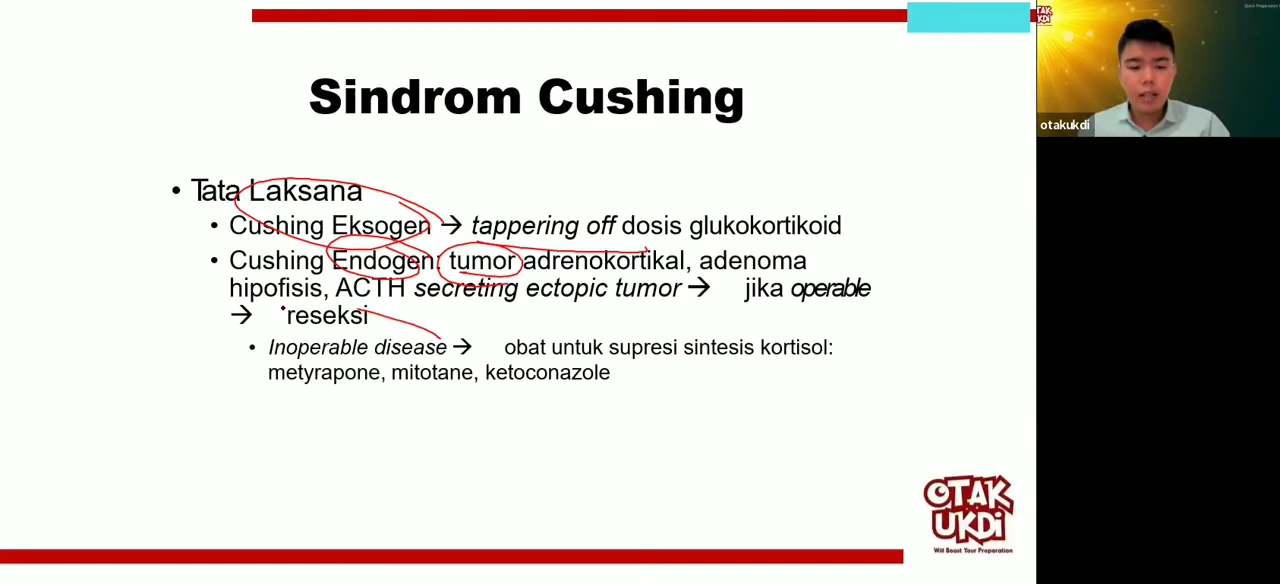 OTAK
UKDI
Sindrom Cushing
otakukdi
• Tata Laksana
• Cushing Eksogen → tappering off dosis glukokortikoid
• Cushing Endogen: tumor adrenokortikal, adenoma
hipofisis, ACTH secreting ectopic tumor → jika operable
→ reseksi
• Inoperable disease → obat untuk supresi sintesis kortisol:
metyrapone, mitotane, ketoconazole
OTAK
UKDi
Will Boost Your Preparation